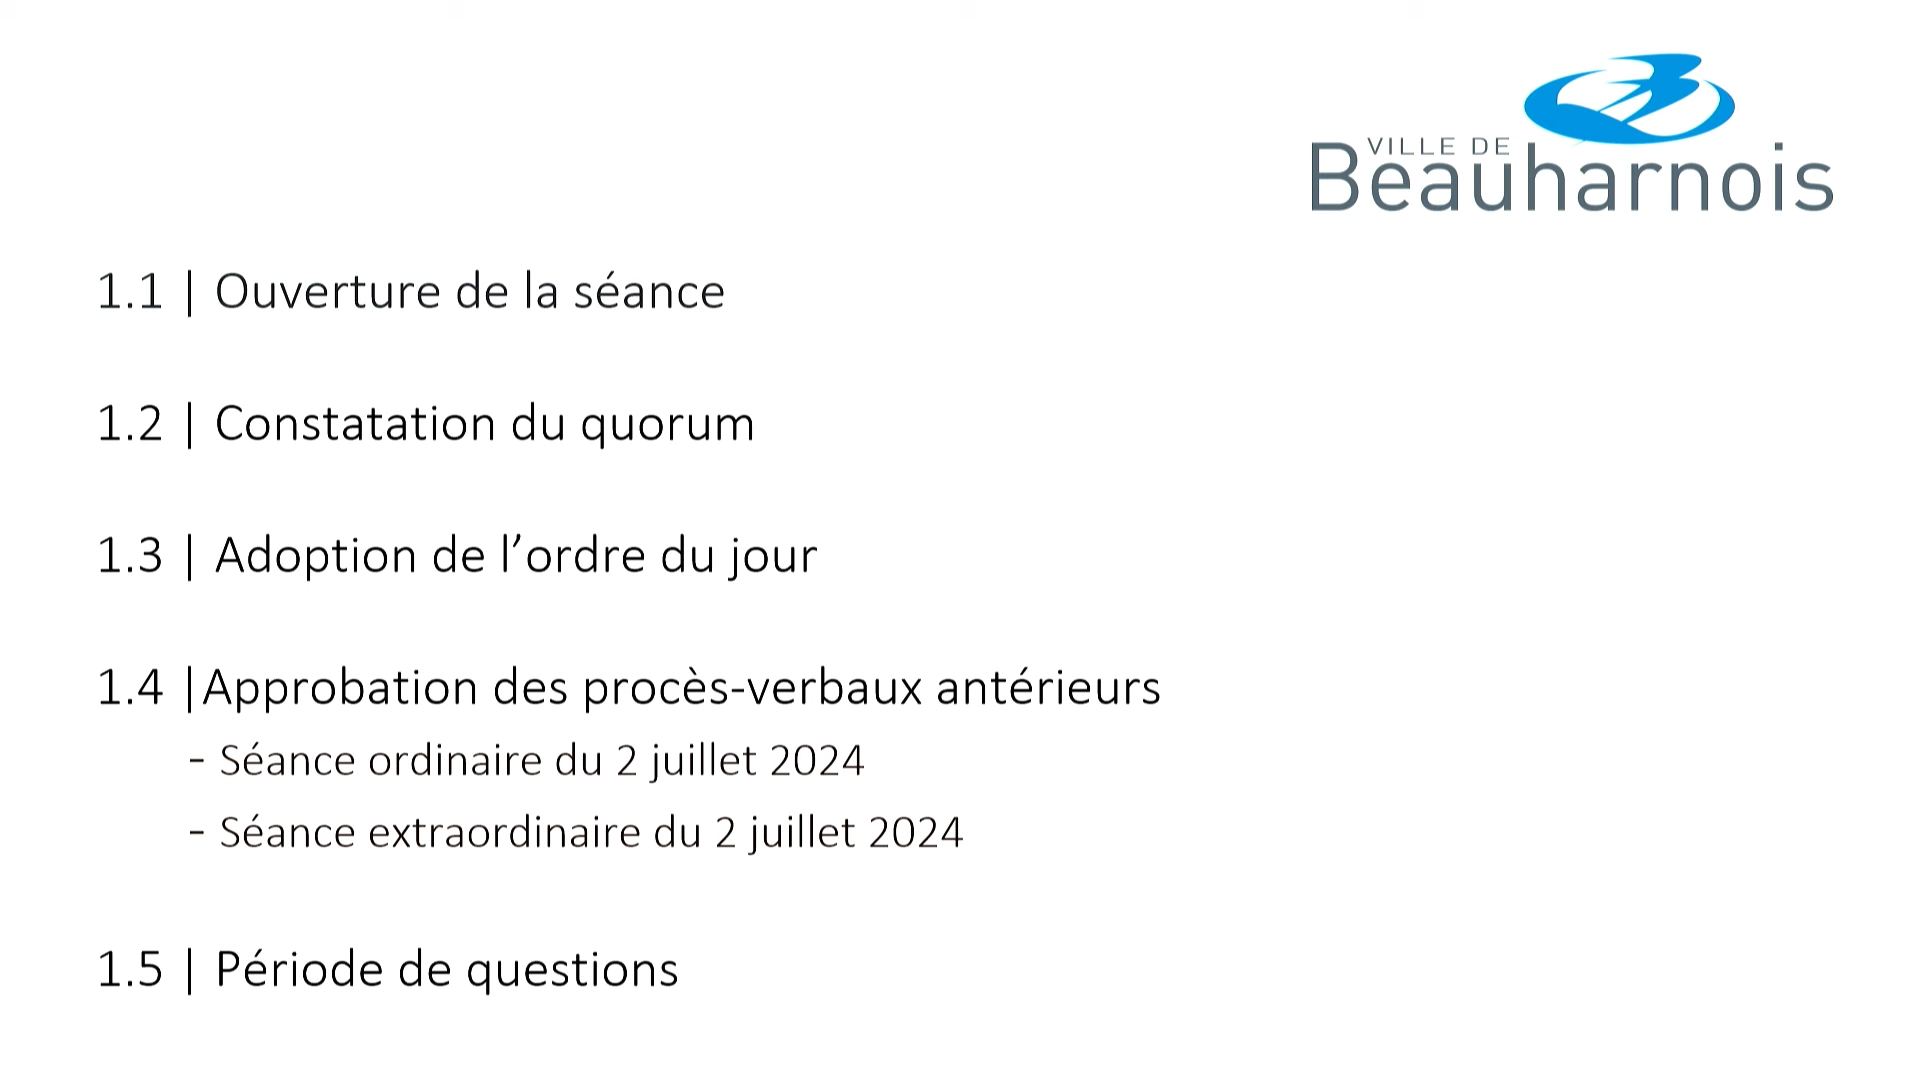 VILLE DE
Beauharnois
1.1 | Ouverture de la séance
1.2 | Constatation du quorum
1.3 | Adoption de l’ordre du jour
1.4 |Approbation des procès-verbaux antérieurs
- Séance ordinaire du 2 juillet 2024
- Séance extraordinaire du 2 juillet 2024
1.5 | Période de questions